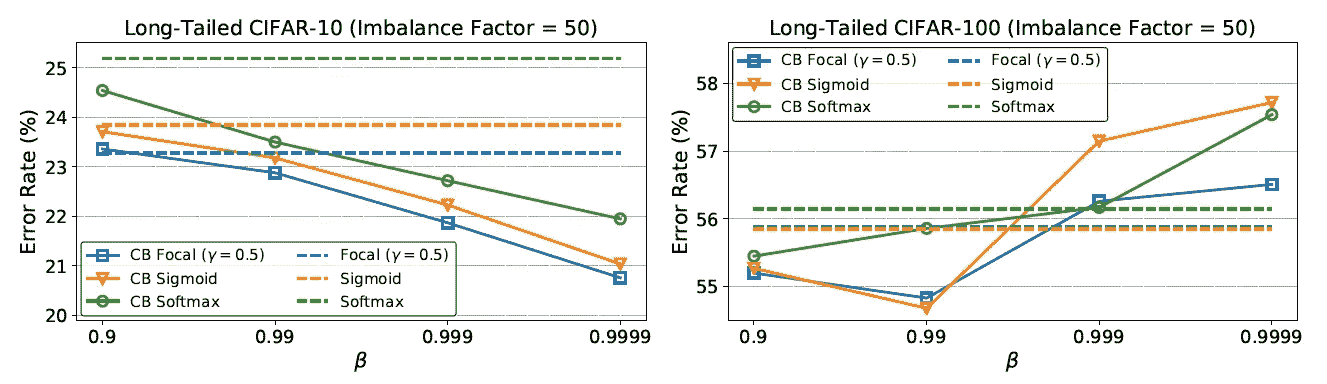 Long-Tailed CIFAR-10 (Imbalance Factor = 50)
Error Rate (%)
25
24
23
22
21
20
CB Focal (γ = 0.5)
CB Sigmoid
CB Softmax
Focal (γ = 0.5)
Sigmoid
Softmax
0.9
0.99
0.999
0.9999
β
Long-Tailed CIFAR-100 (Imbalance Factor = 50)
Error Rate (%)
58
57
56
55
CB Focal (γ = 0.5)
CB Sigmoid
CB Softmax
Focal (γ = 0.5)
Sigmoid
Softmax
0.9
0.99
0.999
0.9999
β